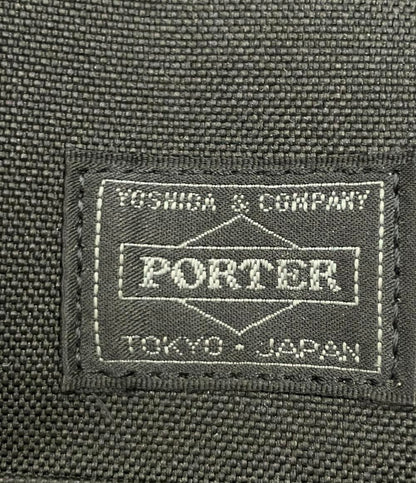 YOSHIDA & COMPANY
PORTER
TOKYO · JAPAN